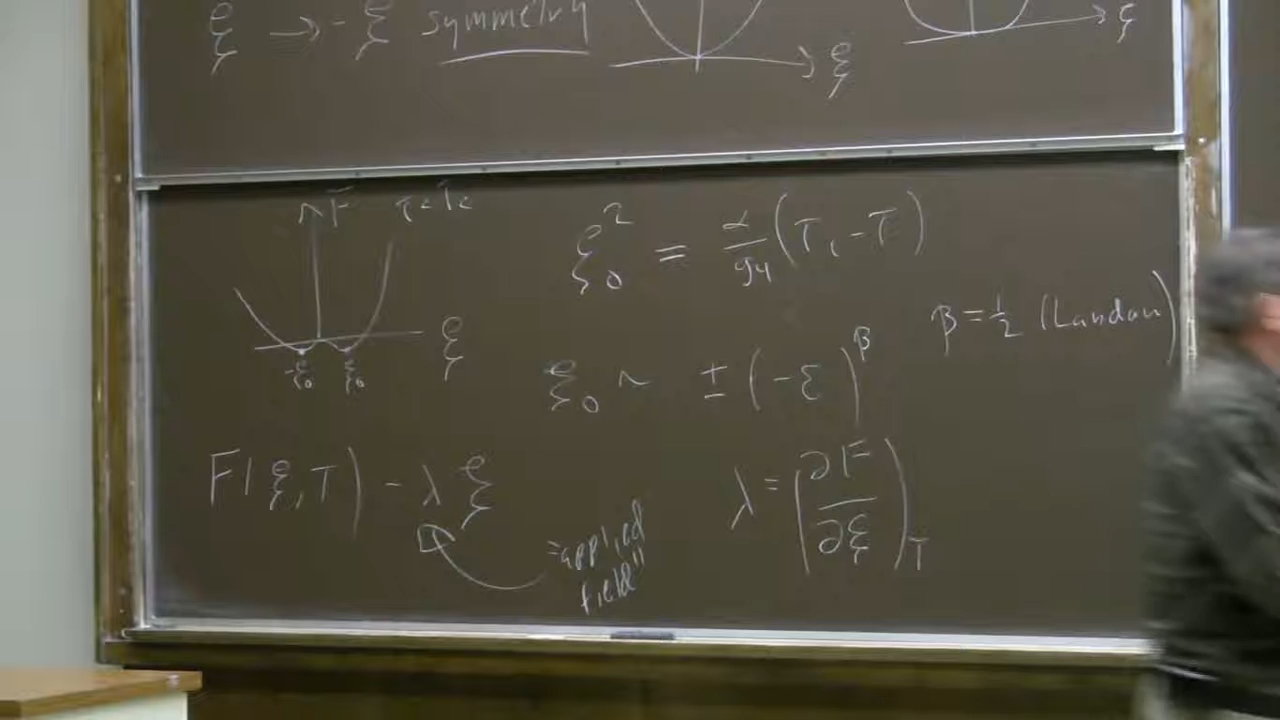 ξ → -ξ symmetry
ξ
ξ
F T<Tc
ξ
-ξ₀ ξ₀
ξ₀² = α/g₄ (Tc - T)
ξ₀ ~ ± (-ε)^β
β = 1/2 (Landau)
F(ξ,T) - λξ
"applied
field"
λ = (∂F/∂ξ)_T